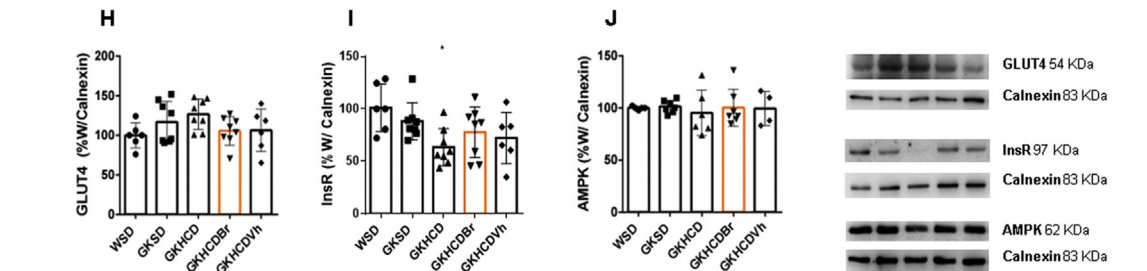 H
GLUT4 (%W/Calnexin)
200
150
100
50
0
WSD
GKSD
GKHCD
GKHCDBr
GKHCDVh
I
InsR (% W/ Calnexin)
150
100
50
0
*
WSD
GKSD
GKHCD
GKHCDBr
GKHCDVh
J
AMPK (%W/ Calnexin)
150
100
50
0
WSD
GKSD
GKHCD
GKHCDBr
GKHCDVh
GLUT4 54 KDa
Calnexin 83 KDa
InsR 97 KDa
Calnexin 83 KDa
AMPK 62 KDa
Calnexin 83 KDa